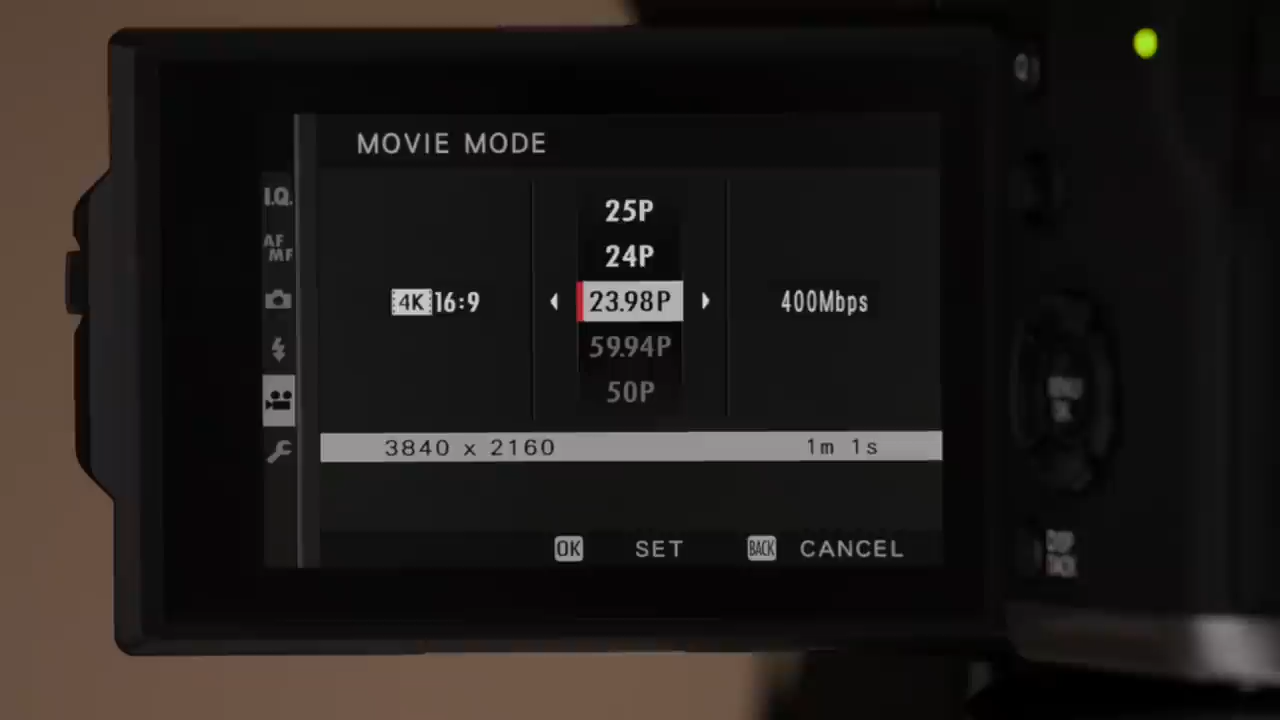 MOVIE MODE
I.Q.
AF
MF
25P
24P
4K 16:9
23.98P
400Mbps
59.94P
50P
3840 x 2160
1m 1s
OK SET
BACK CANCEL
Q